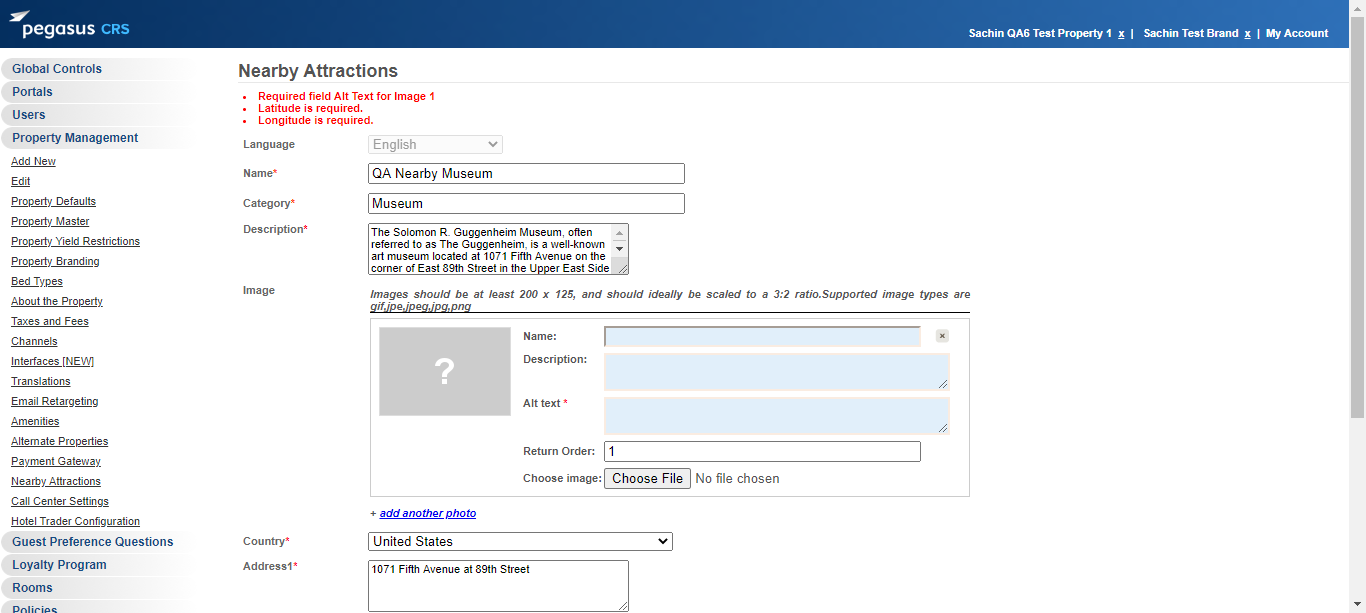 pegasus CRS
Sachin QA6 Test Property 1 x | Sachin Test Brand x | My Account
Global Controls
Portals
Users
Property Management
Add New
Edit
Property Defaults
Property Master
Property Yield Restrictions
Property Branding
Bed Types
About the Property
Taxes and Fees
Channels
Interfaces [NEW]
Translations
Email Retargeting
Amenities
Alternate Properties
Payment Gateway
Nearby Attractions
Call Center Settings
Hotel Trader Configuration
Guest Preference Questions
Loyalty Program
Rooms
Policies
Nearby Attractions
• Required field Alt Text for Image 1
• Latitude is required.
• Longitude is required.
Language English
Name* QA Nearby Museum
Category* Museum
Description* The Solomon R. Guggenheim Museum, often
referred to as The Guggenheim, is a well-known
art museum located at 1071 Fifth Avenue on the
corner of East 89th Street in the Upper East Side
Image Images should be at least 200 x 125, and should ideally be scaled to a 3:2 ratio.Supported image types are
gif,jpe,jpeg,jpg,png
?
Name: x
Description:
Alt text *
Return Order: 1
Choose image: Choose File No file chosen
+ add another photo
Country* United States
Address1* 1071 Fifth Avenue at 89th Street